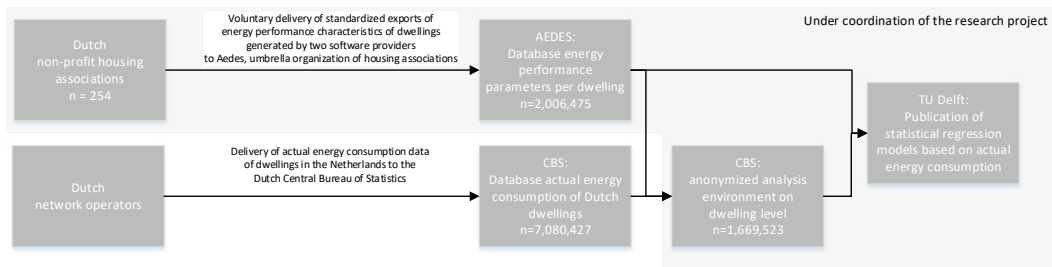 Under coordination of the research project
Dutch
non-profit housing
associations
n = 254
Voluntary delivery of standardized exports of
energy performance characteristics of dwellings
generated by two software providers
to Aedes, umbrella organization of housing associations
AEDES:
Database energy
performance
parameters per dwelling
n=2,006,475
TU Delft:
Publication of
statistical regression
models based on actual
energy consumption
Dutch
network operators
Delivery of actual energy consumption data
of dwellings in the Netherlands to the
Dutch Central Bureau of Statistics
CBS:
Database actual energy
consumption of Dutch
dwellings
n=7,080,427
CBS:
anonymized analysis
environment on
dwelling level
n=1,669,523